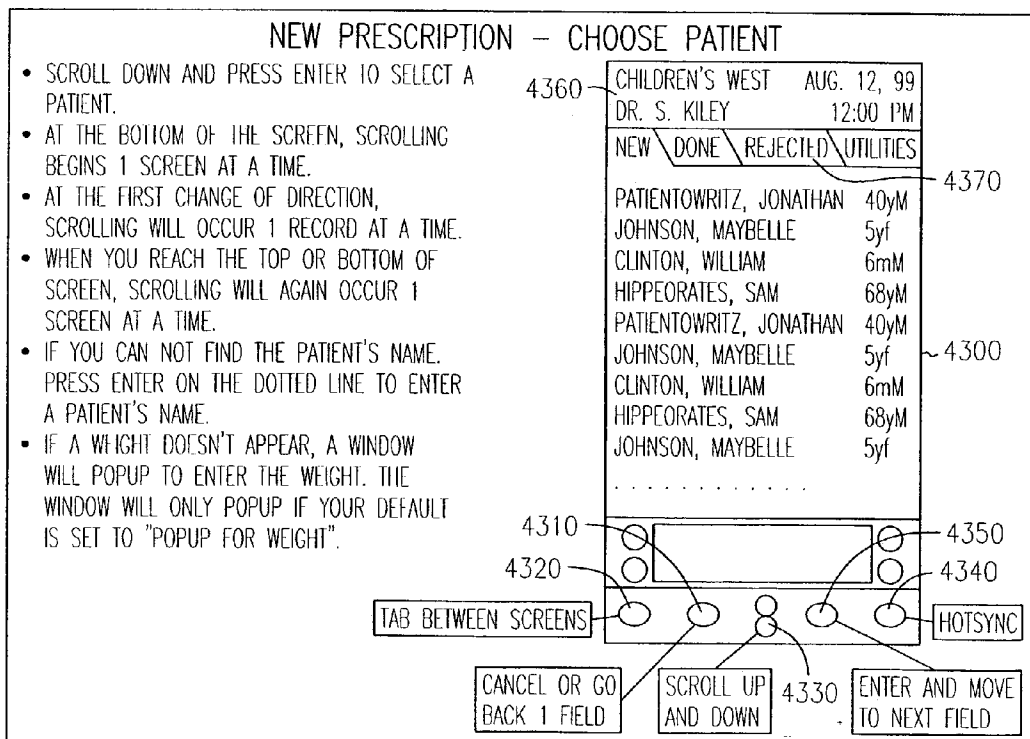 NEW PRESCRIPTION – CHOOSE PATIENT
• SCROLL DOWN AND PRESS ENTER TO SELECT A
PATIENT.
• AT THE BOTTOM OF THE SCREEN, SCROLLING
BEGINS 1 SCREEN AT A TIME.
• AT THE FIRST CHANGE OF DIRECTION,
SCROLLING WILL OCCUR 1 RECORD AT A TIME.
• WHEN YOU REACH THE TOP OR BOTTOM OF
SCREEN, SCROLLING WILL AGAIN OCCUR 1
SCREEN AT A TIME.
• IF YOU CAN NOT FIND THE PATIENT'S NAME.
PRESS ENTER ON THE DOTTED LINE TO ENTER
A PATIENT'S NAME.
• IF A WEIGHT DOESN'T APPEAR, A WINDOW
WILL POPUP TO ENTER THE WEIGHT. THE
WINDOW WILL ONLY POPUP IF YOUR DEFAULT
IS SET TO "POPUP FOR WEIGHT".
4360
CHILDREN'S WEST AUG. 12, 99
DR. S. KILEY 12:00 PM
NEW DONE REJECTED UTILITIES
4370
PATIENTOWRITZ, JONATHAN 40yM
JOHNSON, MAYBELLE 5yf
CLINTON, WILLIAM 6mM
HIPPEORATES, SAM 68yM
PATIENTOWRITZ, JONATHAN 40yM
JOHNSON, MAYBELLE 5yf
CLINTON, WILLIAM 6mM
HIPPEORATES, SAM 68yM
JOHNSON, MAYBELLE 5yf
. . . . . . . . . . . . .
4300
4310
4320
4350
4340
TAB BETWEEN SCREENS
HOTSYNC
CANCEL OR GO
BACK 1 FIELD
SCROLL UP
AND DOWN
4330
ENTER AND MOVE
TO NEXT FIELD